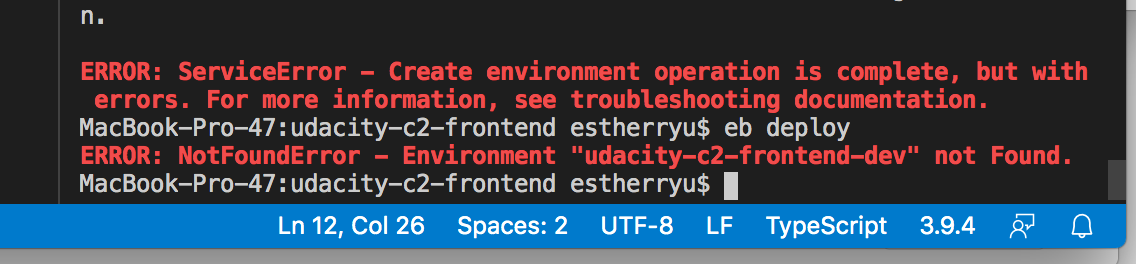 n.
ERROR: ServiceError - Create environment operation is complete, but with
errors. For more information, see troubleshooting documentation.
MacBook-Pro-47:udacity-c2-frontend estherryu$ eb deploy
ERROR: NotFoundError - Environment "udacity-c2-frontend-dev" not Found.
MacBook-Pro-47:udacity-c2-frontend estherryu$
Ln 12, Col 26 Spaces: 2 UTF-8 LF TypeScript 3.9.4